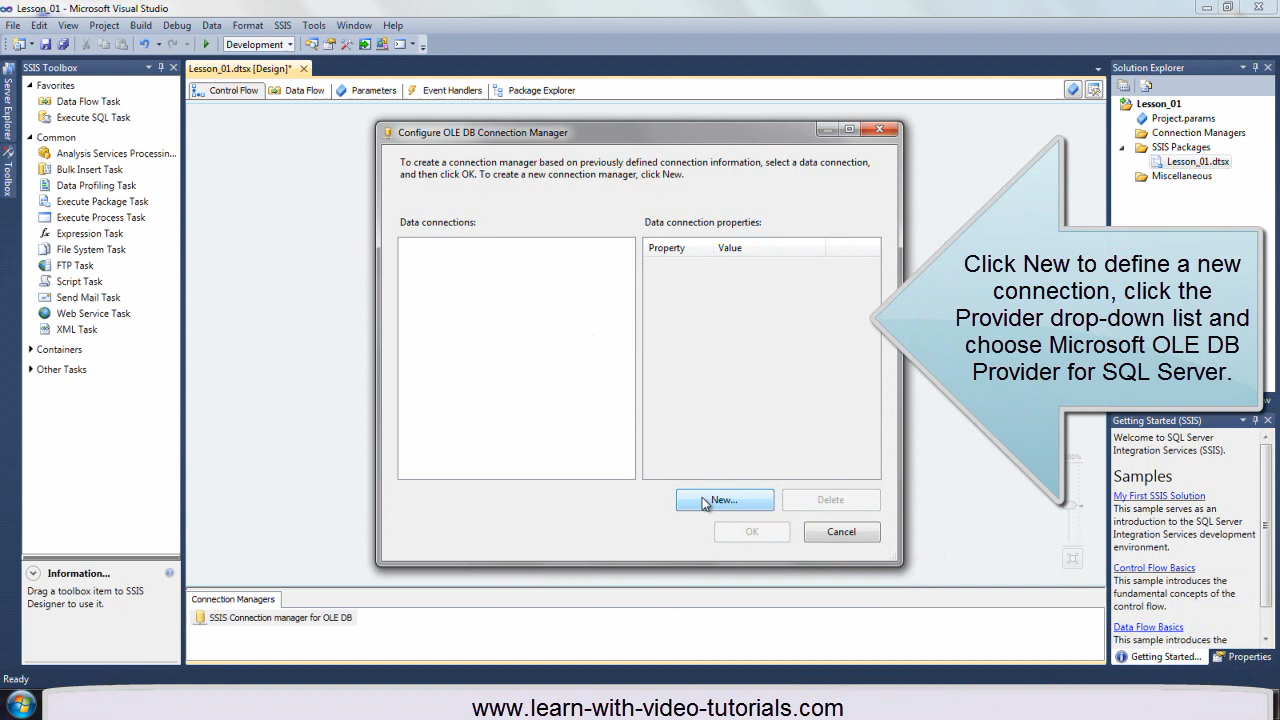 Lesson_01 - Microsoft Visual Studio
File Edit View Project Build Debug Data Format SSIS Tools Window Help
Development
SSIS Toolbox
Favorites
Data Flow Task
Execute SQL Task
Common
Analysis Services Processin...
Bulk Insert Task
Data Profiling Task
Execute Package Task
Execute Process Task
Expression Task
File System Task
FTP Task
Script Task
Send Mail Task
Web Service Task
XML Task
Containers
Other Tasks
Information...
Drag a toolbox item to SSIS
Designer to use it.
Server Explorer
Toolbox
Lesson_01.dtsx [Design]*
Control Flow Data Flow Parameters Event Handlers Package Explorer
Configure OLE DB Connection Manager
To create a connection manager based on previously defined connection information, select a data connection,
and then click OK. To create a new connection manager, click New.
Data connections:
Data connection properties:
Property Value
New... Delete
OK Cancel
Click New to define a new
connection, click the
Provider drop-down list and
choose Microsoft OLE DB
Provider for SQL Server.
Connection Managers
SSIS Connection manager for OLE DB
Solution Explorer
Lesson_01
Project.params
Connection Managers
SSIS Packages
Lesson_01.dtsx
Miscellaneous
Getting Started (SSIS)
Welcome to SQL Server
Integration Services (SSIS).
Samples
My First SSIS Solution
This sample serves as an
introduction to the SQL Server
Integration Services development
environment.
Control Flow Basics
This sample introduces the
fundamental concepts of the
control flow.
Data Flow Basics
This sample introduces the
Getting Started... Properties
Ready
www.learn-with-video-tutorials.com